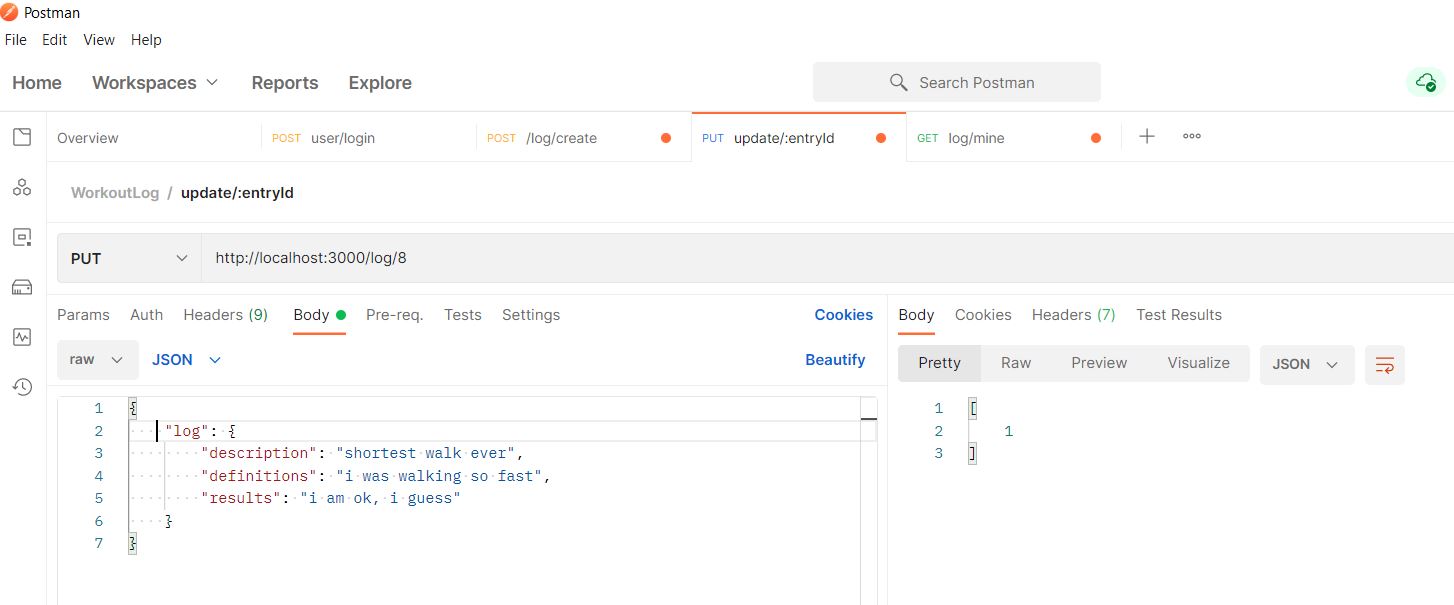 Postman
File Edit View Help
Home Workspaces Reports Explore Search Postman
Overview POST user/login POST /log/create PUT update/:entryId GET log/mine
WorkoutLog / update/:entryId
PUT http://localhost:3000/log/8
Params Auth Headers (9) Body Pre-req. Tests Settings Cookies
raw JSON Beautify
1 {
2 "log": {
3 "description": "shortest walk ever",
4 "definitions": "i was walking so fast",
5 "results": "i am ok, i guess"
6 }
7 }
Body Cookies Headers (7) Test Results
Pretty Raw Preview Visualize JSON
1 [
2 1
3 ]